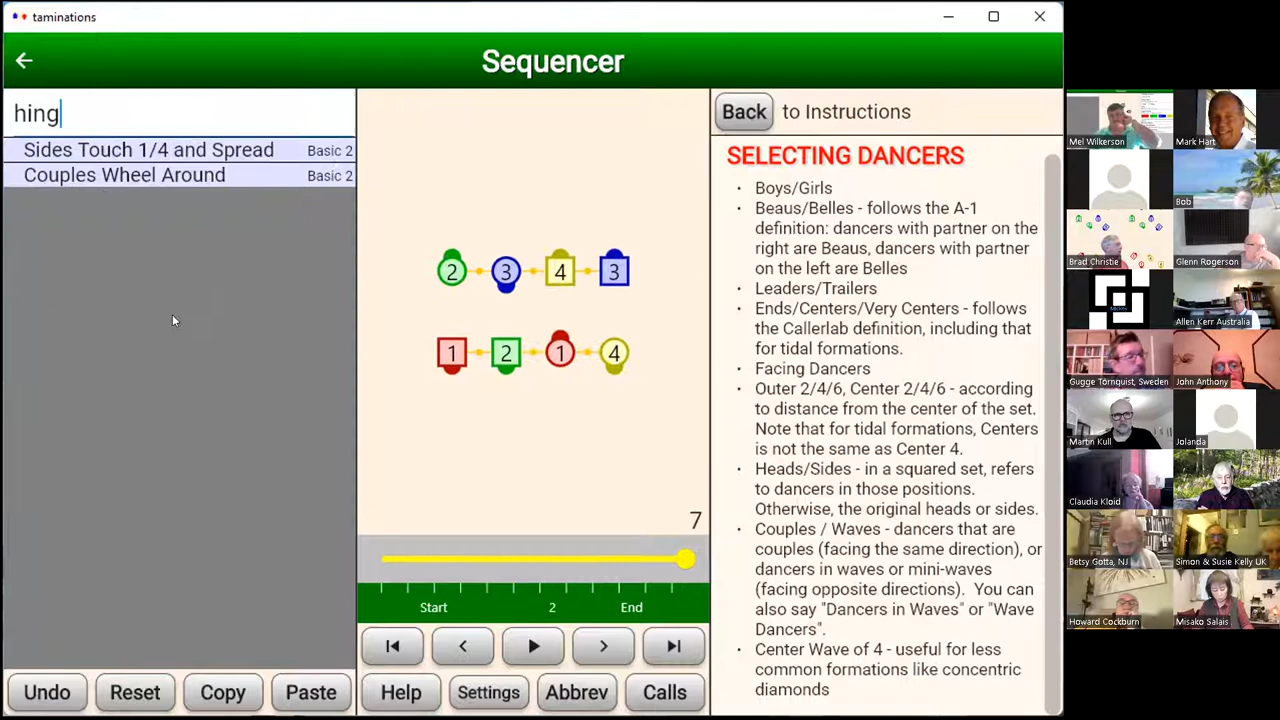 taminations
Sequencer
hing
Sides Touch 1/4 and Spread Basic 2
Couples Wheel Around Basic 2
2 3 4 3
1 2 1 4
7
Start 2 End
Undo Reset Copy Paste
Help Settings Abbrev Calls
Back to Instructions
SELECTING DANCERS
• Boys/Girls
• Beaus/Belles - follows the A-1
definition: dancers with partner on the
right are Beaus, dancers with partner
on the left are Belles
• Leaders/Trailers
• Ends/Centers/Very Centers - follows
the Callerlab definition, including that
for tidal formations.
• Facing Dancers
• Outer 2/4/6, Center 2/4/6 - according
to distance from the center of the set.
Note that for tidal formations, Centers
is not the same as Center 4.
• Heads/Sides - in a squared set, refers
to dancers in those positions.
Otherwise, the original heads or sides.
• Couples / Waves - dancers that are
couples (facing the same direction), or
dancers in waves or mini-waves
(facing opposite directions). You can
also say "Dancers in Waves" or "Wave
Dancers".
• Center Wave of 4 - useful for less
common formations like concentric
diamonds
Mel Wilkerson
Mark Hart
Bob
Brad Christie
Glenn Rogerson
Allen Kerr Australia
Gugge Törnquist, Sweden
John Anthony
Martin Kull
Jolanda
Claudia Kloid
Betsy Gotta, NJ
Simon & Susie Kelly UK
Howard Cockburn
Misako Salais